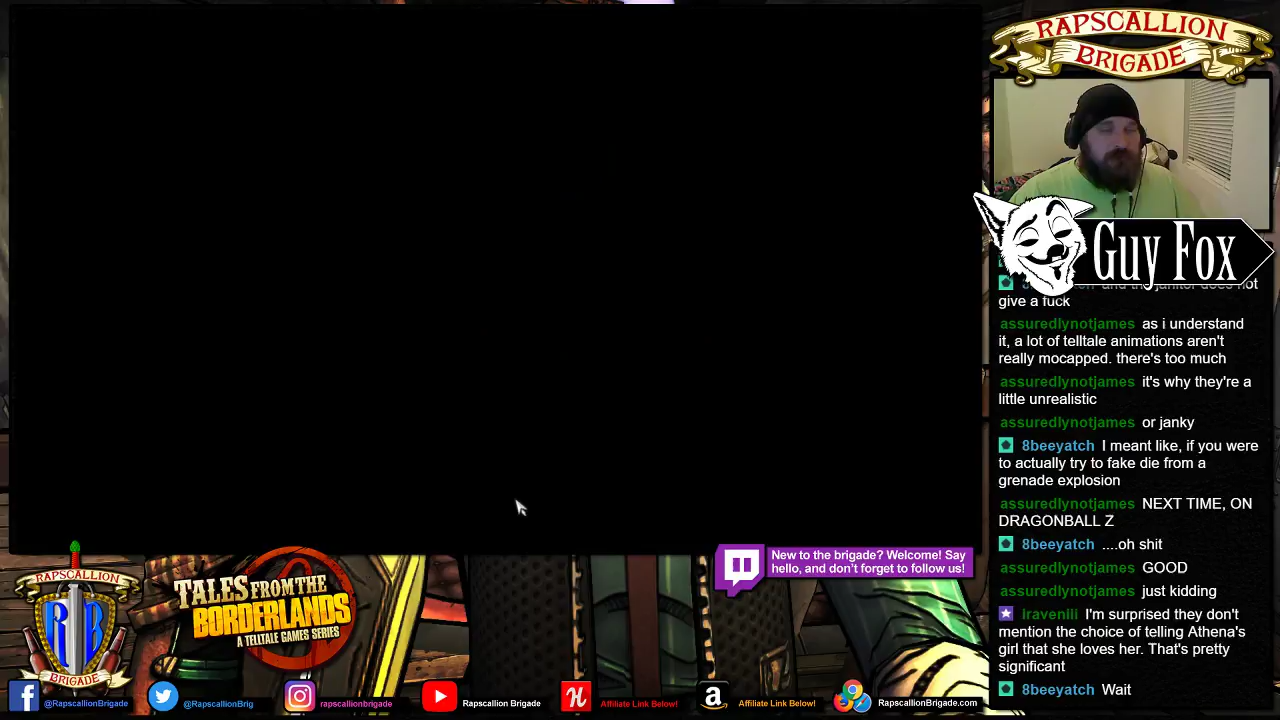 RAPSCALLION
BRIGADE
Guy Fox
give a fuck
assuredlynotjames as i understand
it, a lot of telltale animations aren't
really mocapped. there's too much
assuredlynotjames it's why they're a
little unrealistic
assuredlynotjames or janky
8beeyatch I meant like, if you were
to actually try to fake die from a
grenade explosion
assuredlynotjames NEXT TIME, ON
DRAGONBALL Z
8beeyatch ....oh shit
assuredlynotjames GOOD
assuredlynotjames just kidding
lraveniii I'm surprised they don't
mention the choice of telling Athena's
girl that she loves her. That's pretty
significant
8beeyatch Wait
New to the brigade? Welcome! Say
hello, and don't forget to follow us!
RAPSCALLION
RB
BRIGADE
TALES FROM THE
BORDERLANDS
A TELLTALE GAMES SERIES
@RapscallionBrigade
@RapscallionBrig
rapscallionbrigade
Rapscallion Brigade
H
Affiliate Link Below!
a
Affiliate Link Below!
RapscallionBrigade.com